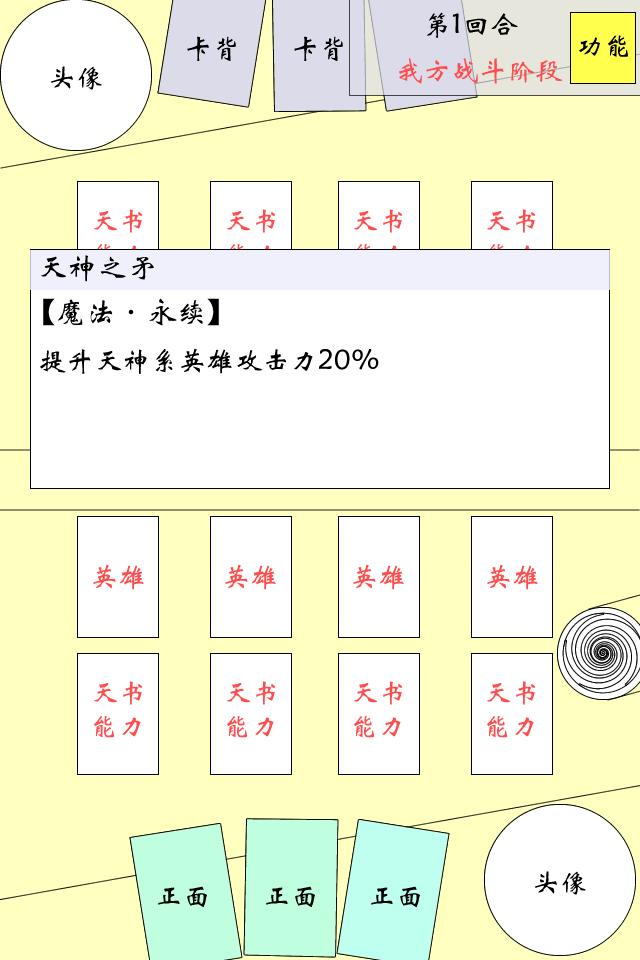 头像
卡背
卡背
第1回合
我方战斗阶段
功能
天书
天书
天书
天书
天神之矛
【魔法·永续】
提升天神系英雄攻击力20%
英雄
英雄
英雄
英雄
天书
能力
天书
能力
天书
能力
天书
能力
正面
正面
正面
头像